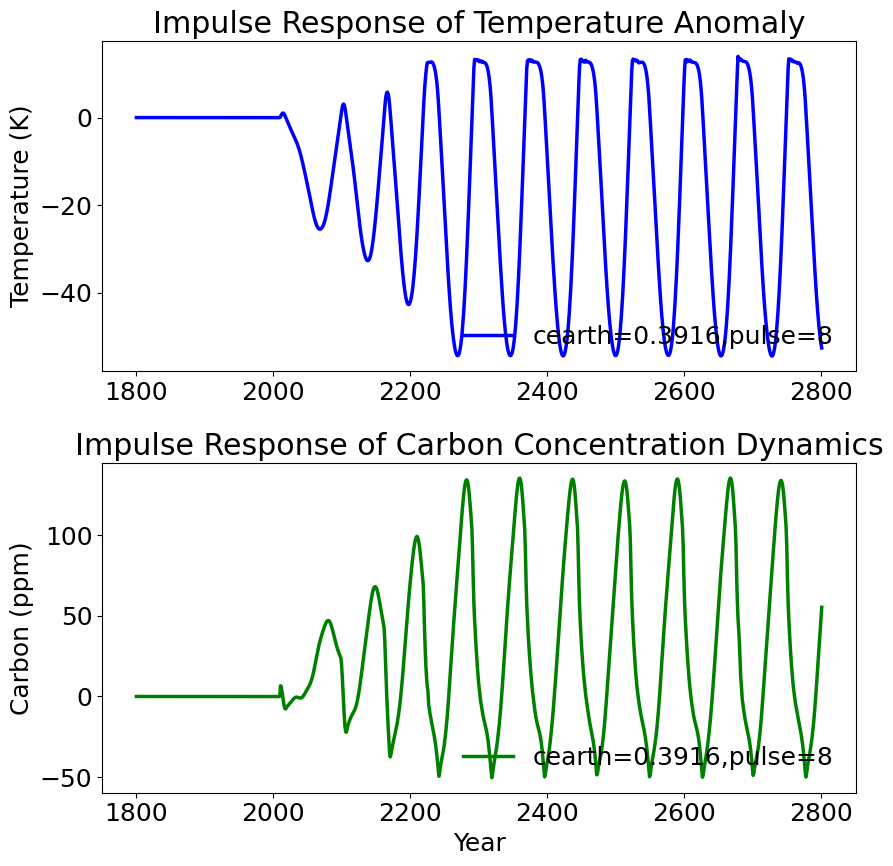 Impulse Response of Temperature Anomaly
Temperature (K)
0
−20
−40
cearth=0.3916,pulse=8
1800 2000 2200 2400 2600 2800
Impulse Response of Carbon Concentration Dynamics
Carbon (ppm)
100
50
0
−50
cearth=0.3916,pulse=8
1800 2000 2200 2400 2600 2800
Year